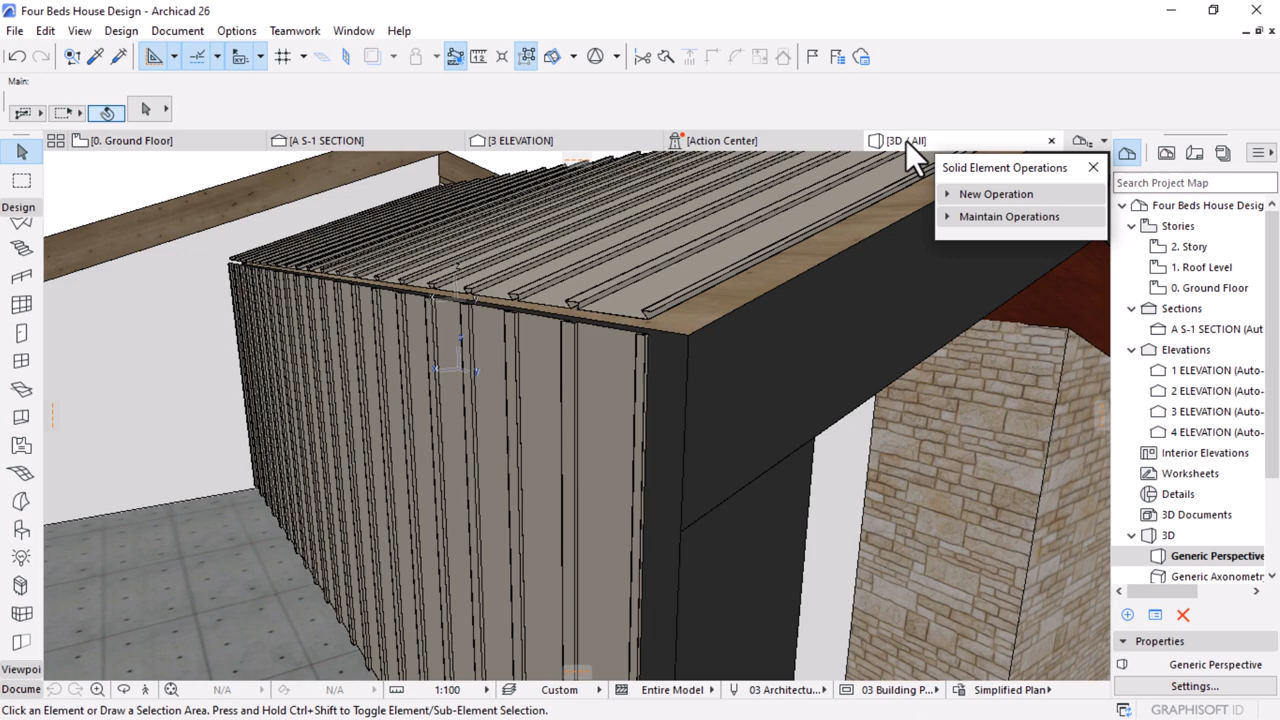 Four Beds House Design - Archicad 26
File Edit View Design Document Options Teamwork Window Help
Main:
[0. Ground Floor] [A S-1 SECTION] [3 ELEVATION] [Action Center] [3D / All]
Solid Element Operations
New Operation
Maintain Operations
Search Project Map
Four Beds House Desig
Stories
2. Story
1. Roof Level
0. Ground Floor
Sections
A S-1 SECTION (Aut
Elevations
1 ELEVATION (Auto-
2 ELEVATION (Auto-
3 ELEVATION (Auto-
4 ELEVATION (Auto-
Interior Elevations
Worksheets
Details
3D Documents
3D
Generic Perspective
Generic Axonometr
Properties
Generic Perspective
Settings...
GRAPHISOFT ID
Design
Viewpoi
Docume
N/A N/A 1:100 Custom Entire Model 03 Architectu... 03 Building P... Simplified Plan
Click an Element or Draw a Selection Area. Press and Hold Ctrl+Shift to Toggle Element/Sub-Element Selection.